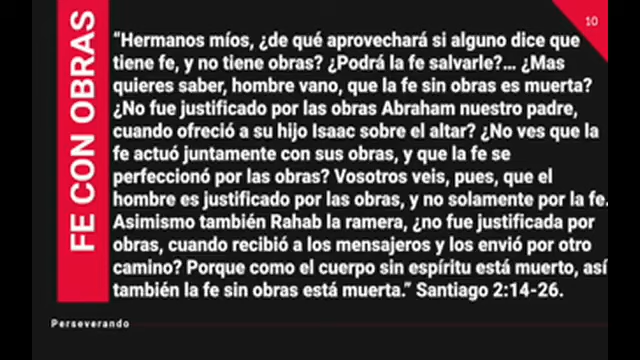 10
FE CON OBRAS
“Hermanos míos, ¿de qué aprovechará si alguno dice que
tiene fe, y no tiene obras? ¿Podrá la fe salvarle?… ¿Mas
quieres saber, hombre vano, que la fe sin obras es muerta?
¿No fue justificado por las obras Abraham nuestro padre,
cuando ofreció a su hijo Isaac sobre el altar? ¿No ves que la
fe actuó juntamente con sus obras, y que la fe se
perfeccionó por las obras? Vosotros veis, pues, que el
hombre es justificado por las obras, y no solamente por la fe.
Asimismo también Rahab la ramera, ¿no fue justificada por
obras, cuando recibió a los mensajeros y los envió por otro
camino? Porque como el cuerpo sin espíritu está muerto, así
también la fe sin obras está muerta.” Santiago 2:14-26.
Perseverando